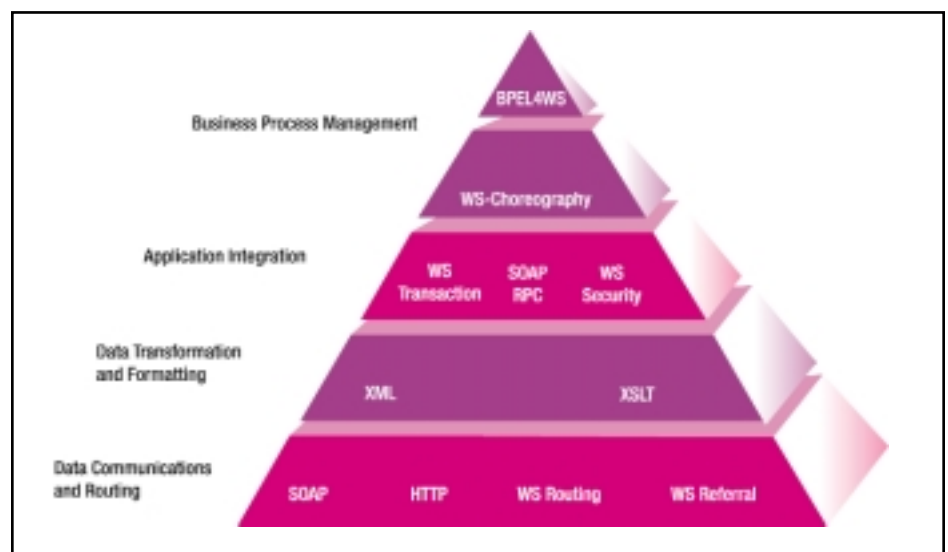 BPEL4WS
Business Process Management
WS-Choreography
Application Integration
WS
Transaction
SOAP
RPC
WS
Security
Data Transformation
and Formatting
XML
XSLT
Data Communications
and Routing
SOAP
HTTP
WS Routing
WS Referral